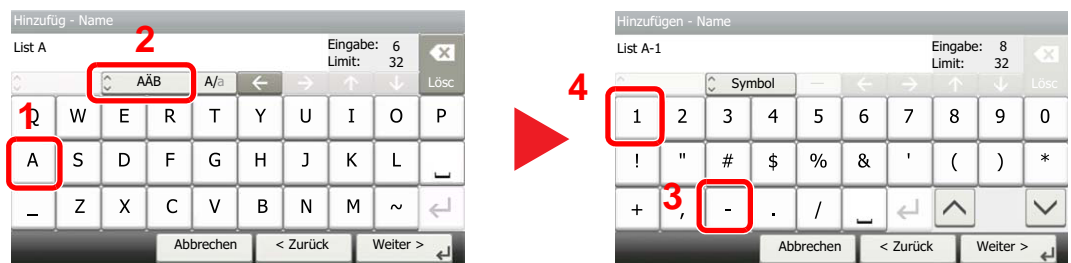 Hinzufüg - Name
List A
Eingabe: 6
Limit: 32
2
AÄB A/a ← → ↑ ↓ Lösc
1
Q W E R T Y U I O P
A S D F G H J K L ⎵
_ Z X C V B N M ~ ↵
Abbrechen < Zurück Weiter > ↵
Hinzufügen - Name
List A-1
Eingabe: 8
Limit: 32
4
Symbol ← → ↑ ↓ Lösc
1 2 3 4 5 6 7 8 9 0
! " # $ % & ' ( ) *
3
+ , - . / ⎵ ↵
Abbrechen < Zurück Weiter > ↵